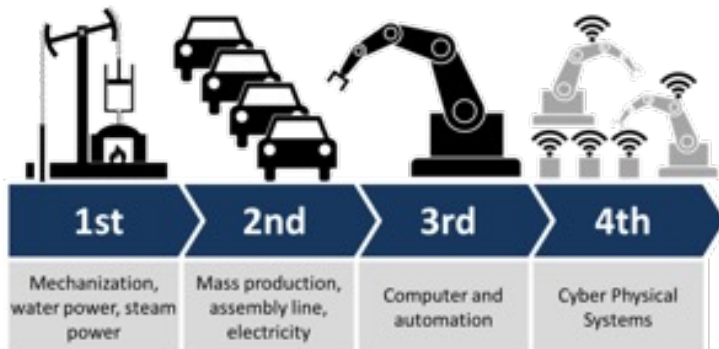 1st
2nd
3rd
4th
Mechanization,
water power, steam
power
Mass production,
assembly line,
electricity
Computer and
automation
Cyber Physical
Systems